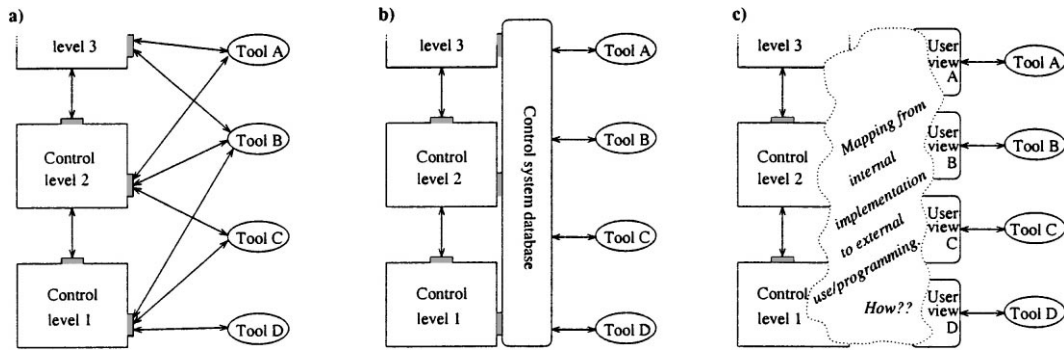 a)
level 3
Tool A
Control
level 2
Tool B
Tool C
Control
level 1
Tool D
b)
level 3
Control
level 2
Control
level 1
Control system database
Tool A
Tool B
Tool C
Tool D
c)
level 3
Control
level 2
Control
level 1
Mapping from
internal
implementation
to external
use/programming.
How??
User
view
A
Tool A
User
view
B
Tool B
User
view
C
Tool C
User
view
D
Tool D